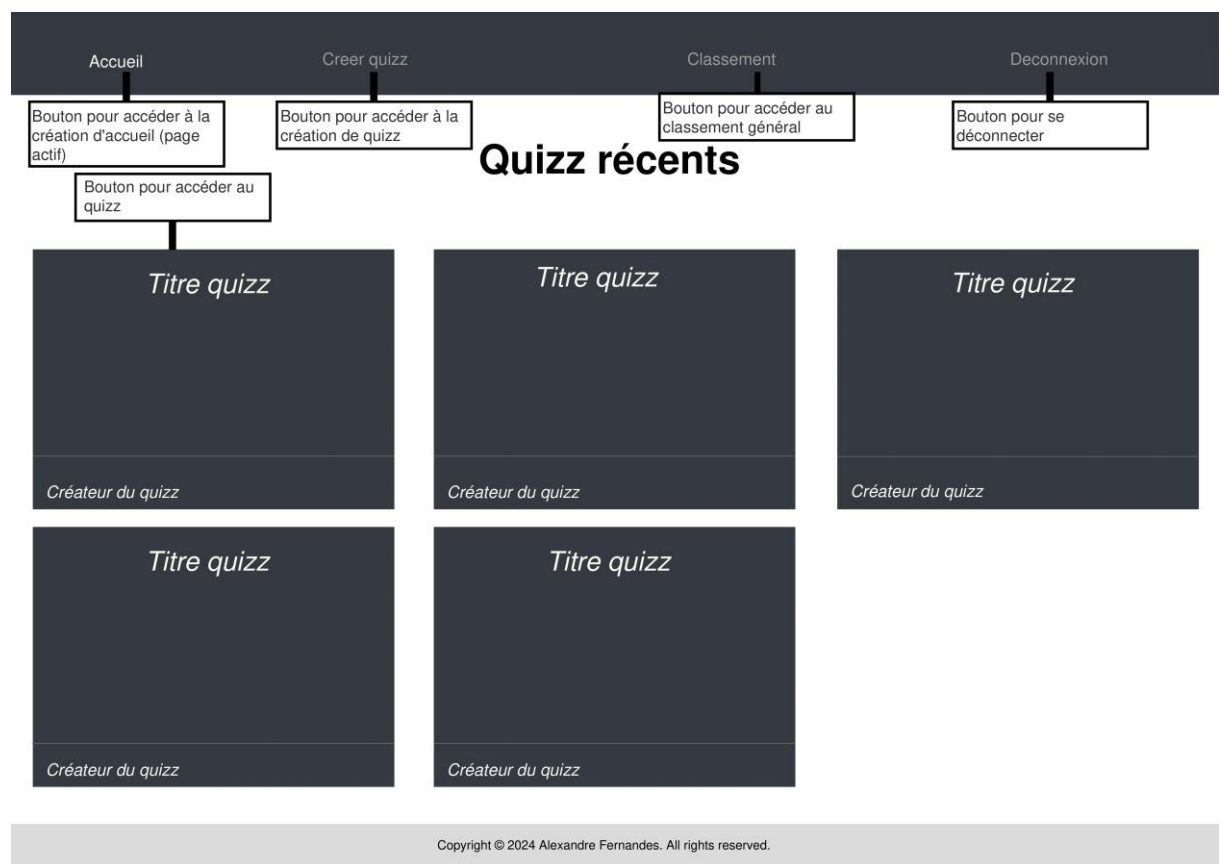 Accueil
Creer quizz
Classement
Deconnexion
Bouton pour accéder à la
création d'accueil (page
actif)
Bouton pour accéder à la
création de quizz
Bouton pour accéder au
classement général
Bouton pour se
déconnecter
Quizz récents
Bouton pour accéder au
quizz
Titre quizz
Titre quizz
Titre quizz
Créateur du quizz
Créateur du quizz
Créateur du quizz
Titre quizz
Titre quizz
Créateur du quizz
Créateur du quizz
Copyright © 2024 Alexandre Fernandes. All rights reserved.